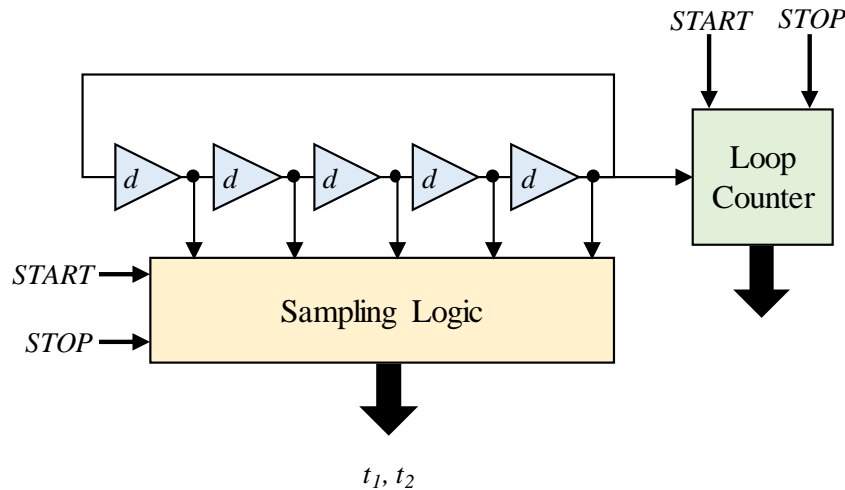 START STOP
Loop
Counter
d d d d d
START
STOP
Sampling Logic
t1, t2